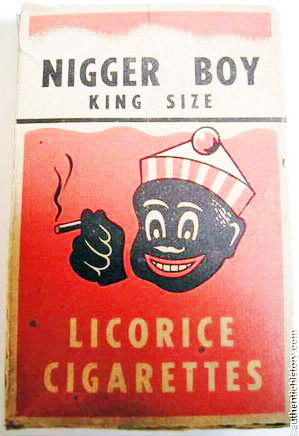 NIGGER BOY
KING SIZE
LICORICE
CIGARETTES
©authentichistory.com